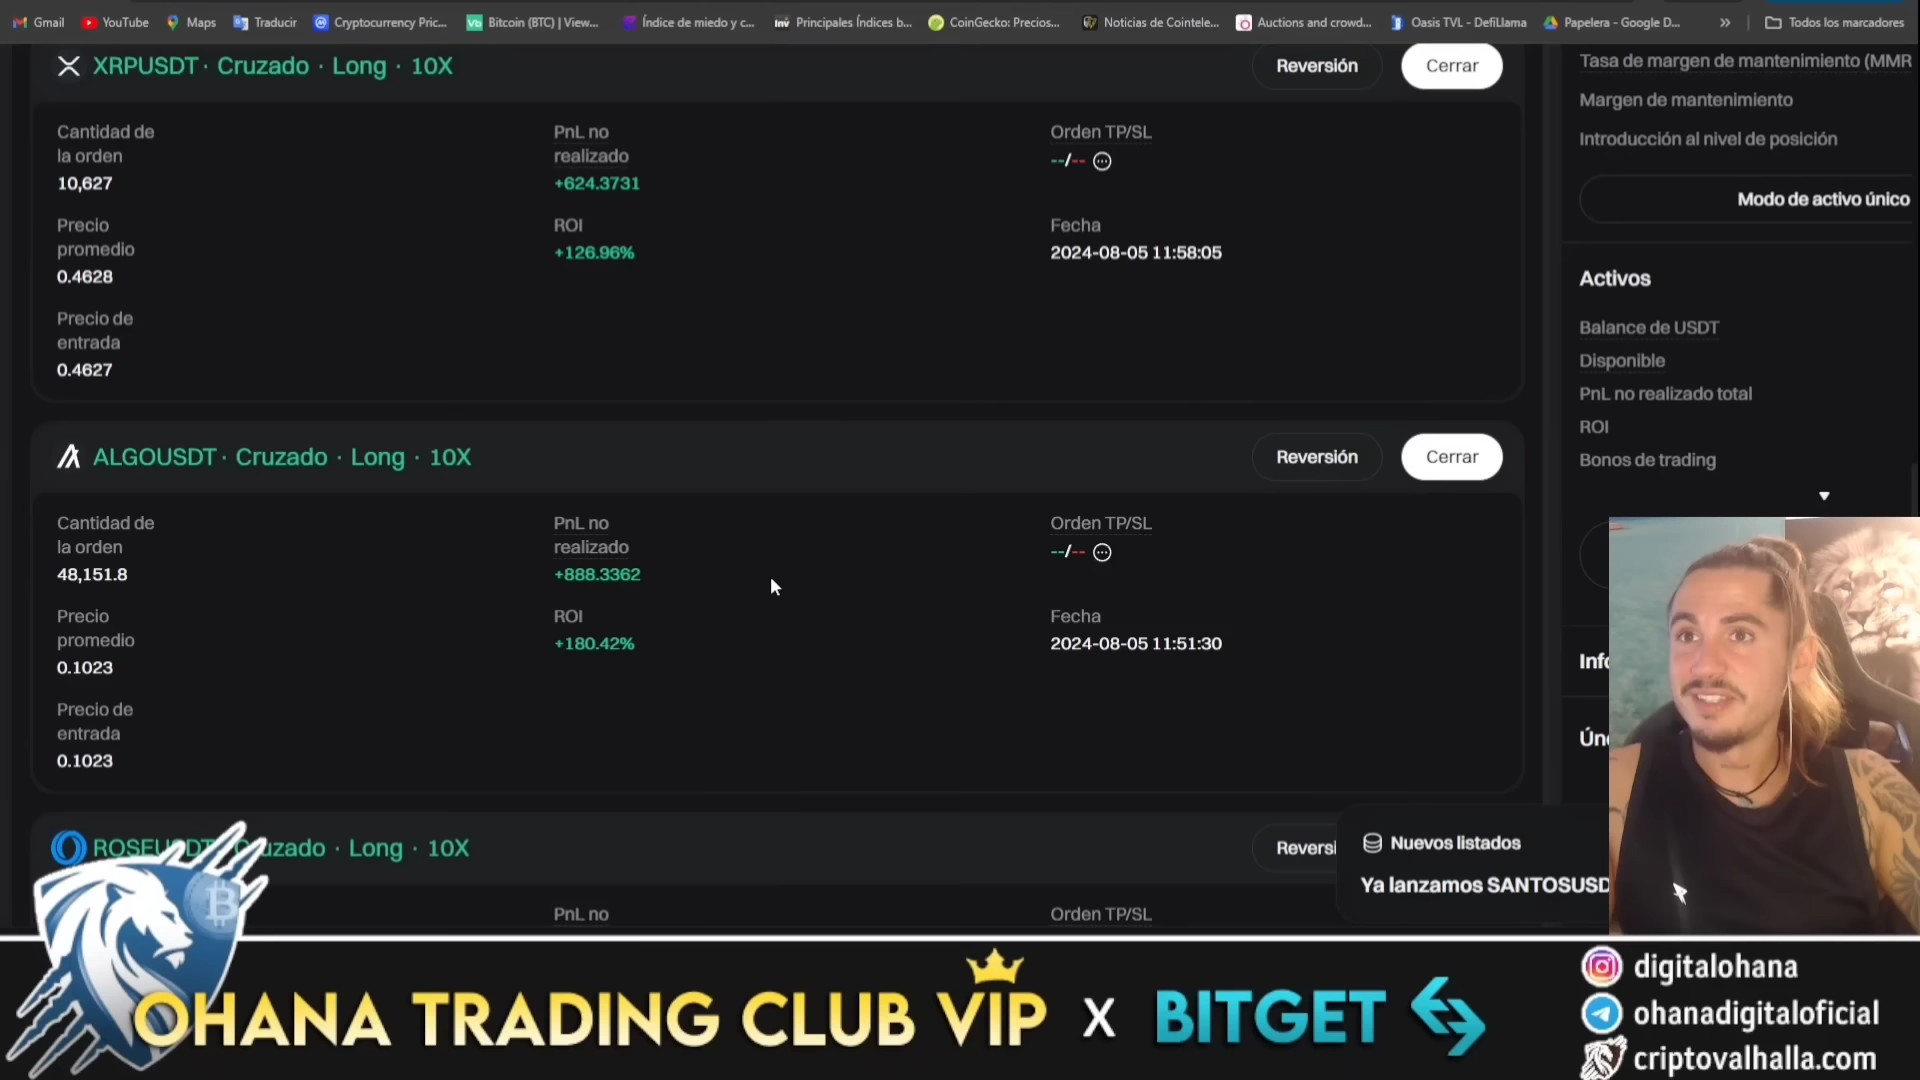 Gmail
YouTube
Maps
Traducir
Cryptocurrency Pric...
Bitcoin (BTC) | View...
Índice de miedo y c...
Principales Índices b...
CoinGecko: Precios...
Noticias de Cointele...
Auctions and crowd...
Oasis TVL - DefiLlama
Papelera - Google D...
»
Todos los marcadores
XRPUSDT · Cruzado · Long · 10X
Reversión
Cerrar
Cantidad de
la orden
10,627
PnL no
realizado
+624.3731
Orden TP/SL
--/--
Precio
promedio
0.4628
ROI
+126.96%
Fecha
2024-08-05 11:58:05
Precio de
entrada
0.4627
ALGOUSDT · Cruzado · Long · 10X
Reversión
Cerrar
Cantidad de
la orden
48,151.8
PnL no
realizado
+888.3362
Orden TP/SL
--/--
Precio
promedio
0.1023
ROI
+180.42%
Fecha
2024-08-05 11:51:30
Precio de
entrada
0.1023
Long · 10X
PnL no
Orden TP/SL
Tasa de margen de mantenimiento (MMR
Margen de mantenimiento
Introducción al nivel de posición
Modo de activo único
Activos
Balance de USDT
Disponible
PnL no realizado total
ROI
Bonos de trading
Nuevos listados
Ya lanzamos SANTOSUSD
OHANA TRADING CLUB VIP X BITGET
digitalohana
ohanadigitaloficial
criptovalhalla.com